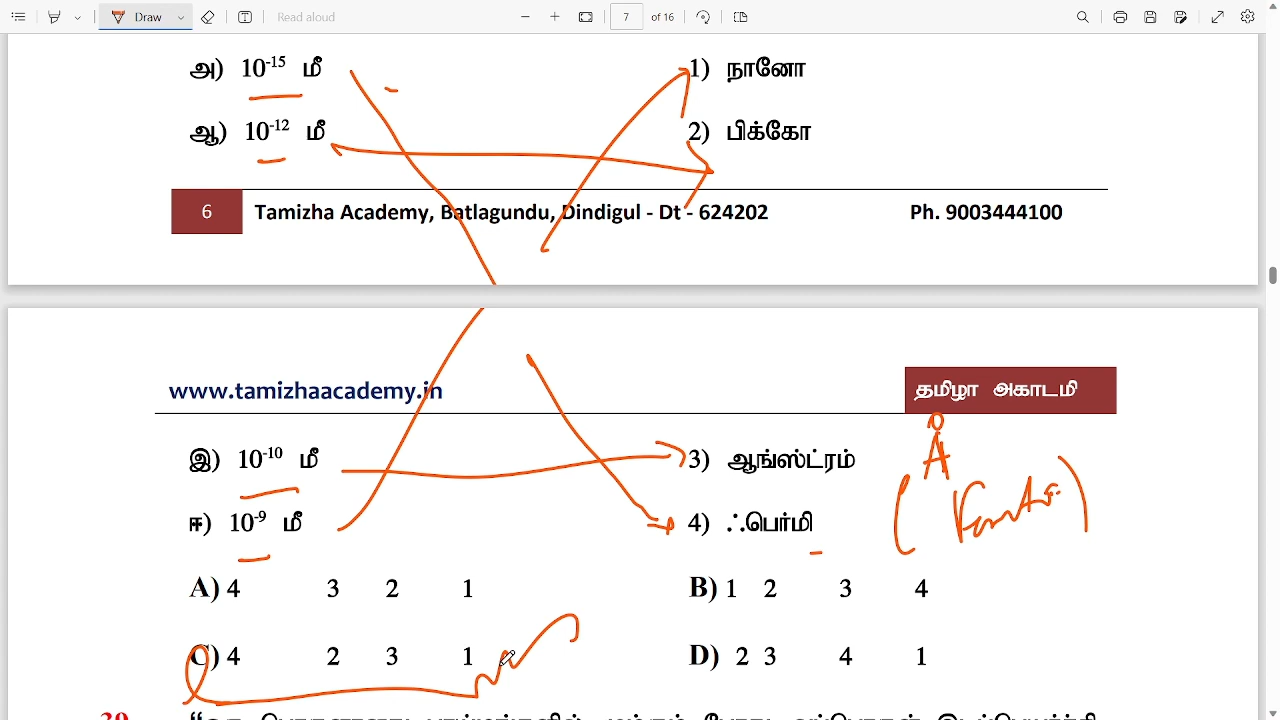 Draw Read aloud 7 of 16
அ) 10⁻¹⁵ மீ 1) நானோ
ஆ) 10⁻¹² மீ 2) பிக்கோ
6 Tamizha Academy, Batlagundu, Dindigul - Dt - 624202 Ph. 9003444100
www.tamizhaacademy.in தமிழா அகாடமி
Å
இ) 10⁻¹⁰ மீ 3) ஆங்ஸ்ட்ரம்
ஈ) 10⁻⁹ மீ 4) ஃபெர்மி
A) 4 3 2 1 B) 1 2 3 4
C) 4 2 3 1 D) 2 3 4 1